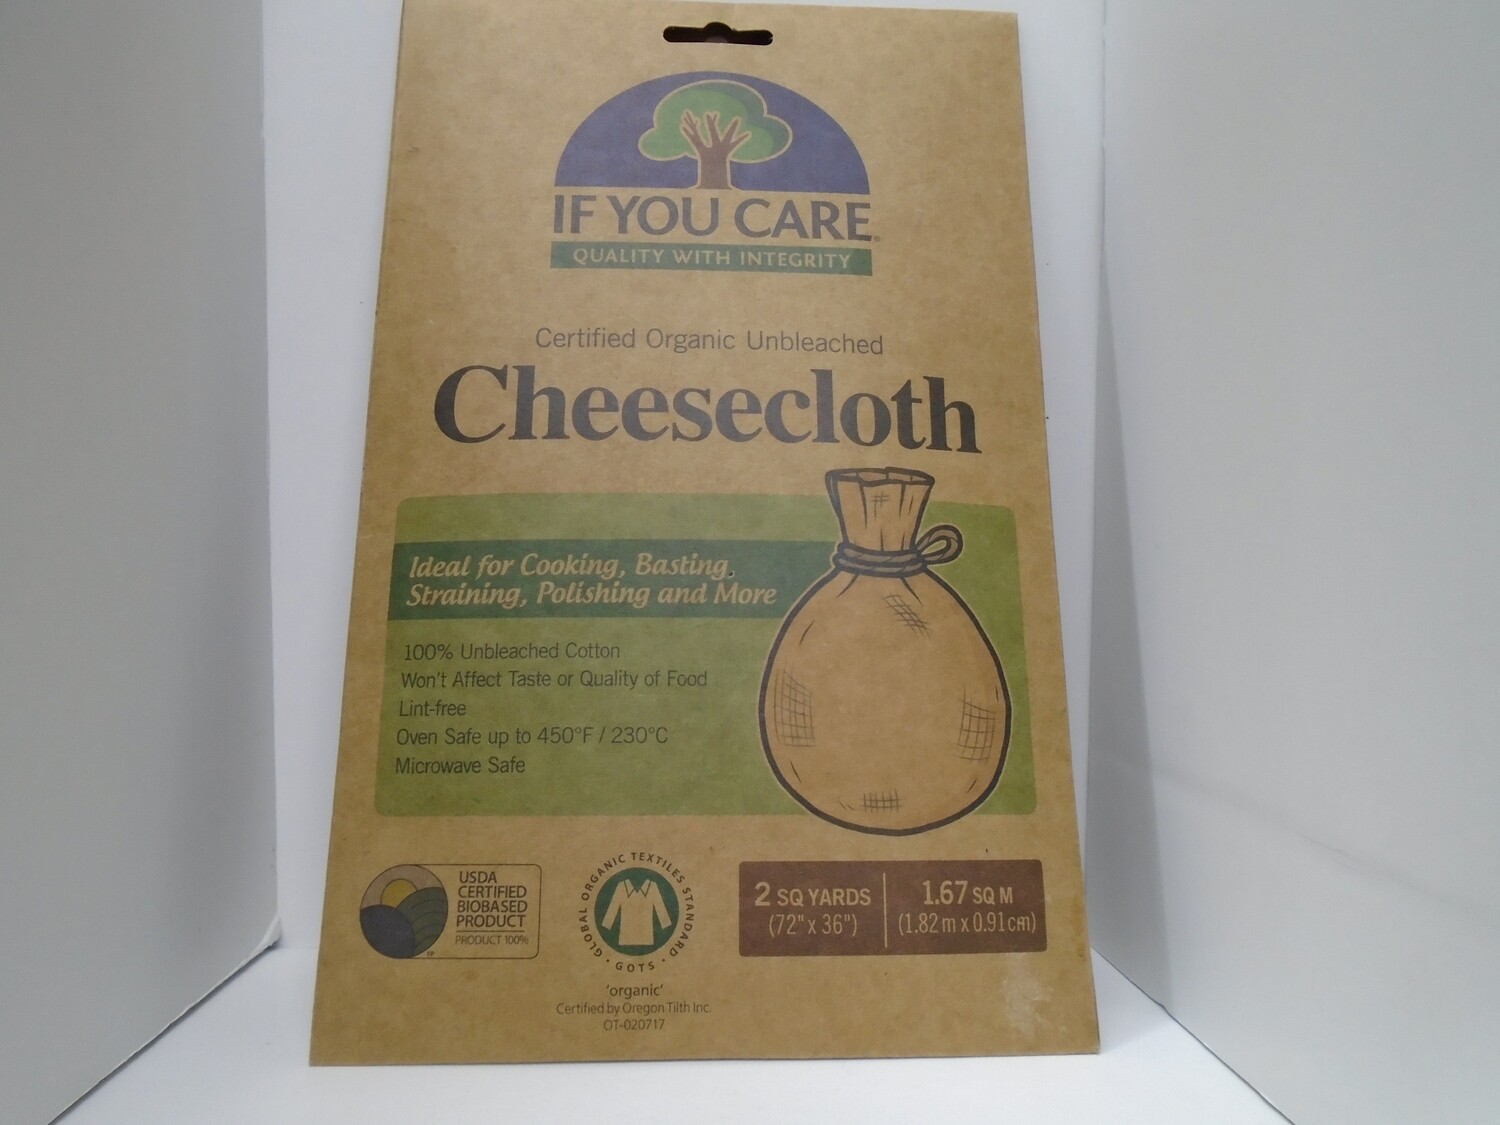 IF YOU CARE®
QUALITY WITH INTEGRITY
Certified Organic Unbleached
Cheesecloth
Ideal for Cooking, Basting,
Straining, Polishing and More
100% Unbleached Cotton
Won't Affect Taste or Quality of Food
Lint-free
Oven Safe up to 450°F / 230°C
Microwave Safe
USDA
CERTIFIED
BIOBASED
PRODUCT
PRODUCT 100%
FP
GLOBAL ORGANIC TEXTILES STANDARD
· GOTS ·
'organic'
Certified by Oregon Tilth Inc.
OT-020717
2 SQ YARDS
(72" x 36")
1.67 SQ M
(1.82 m x 0.91 cm)